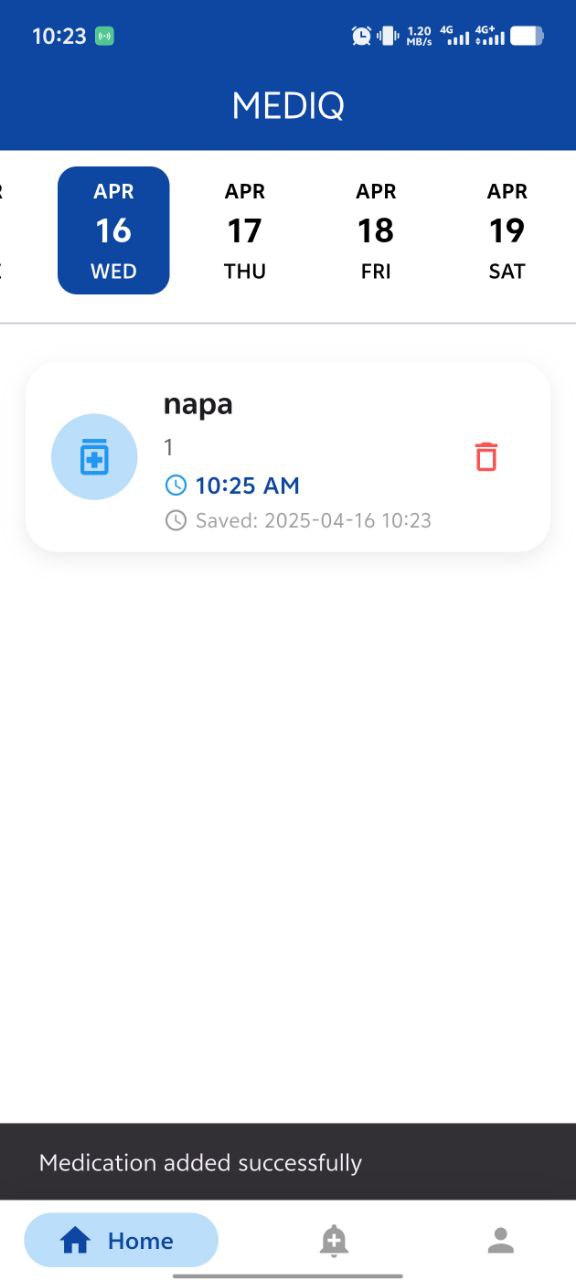 10:23
1.20 MB/s 4G 4G+
MEDIQ
APR APR APR APR
16 17 18 19
WED THU FRI SAT
napa
1
10:25 AM
Saved: 2025-04-16 10:23
Medication added successfully
Home